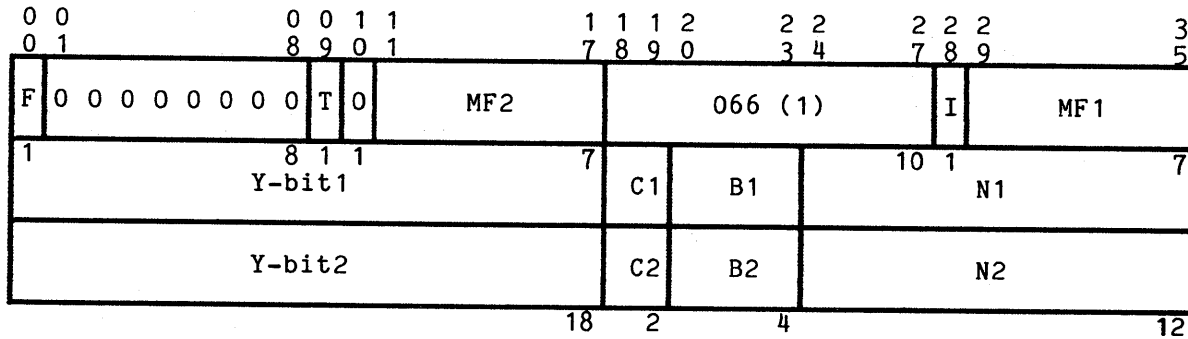 0 0 0 0 1 1 1 1 1 2 2 2 2 2 2 3
0 1 8 9 0 1 7 8 9 0 3 4 7 8 9 5
F 0 0 0 0 0 0 0 0 T 0 MF2 066 (1) I MF1
1 8 1 1 7 10 1 7
Y-bit1 C1 B1 N1
Y-bit2 C2 B2 N2
18 2 4 12